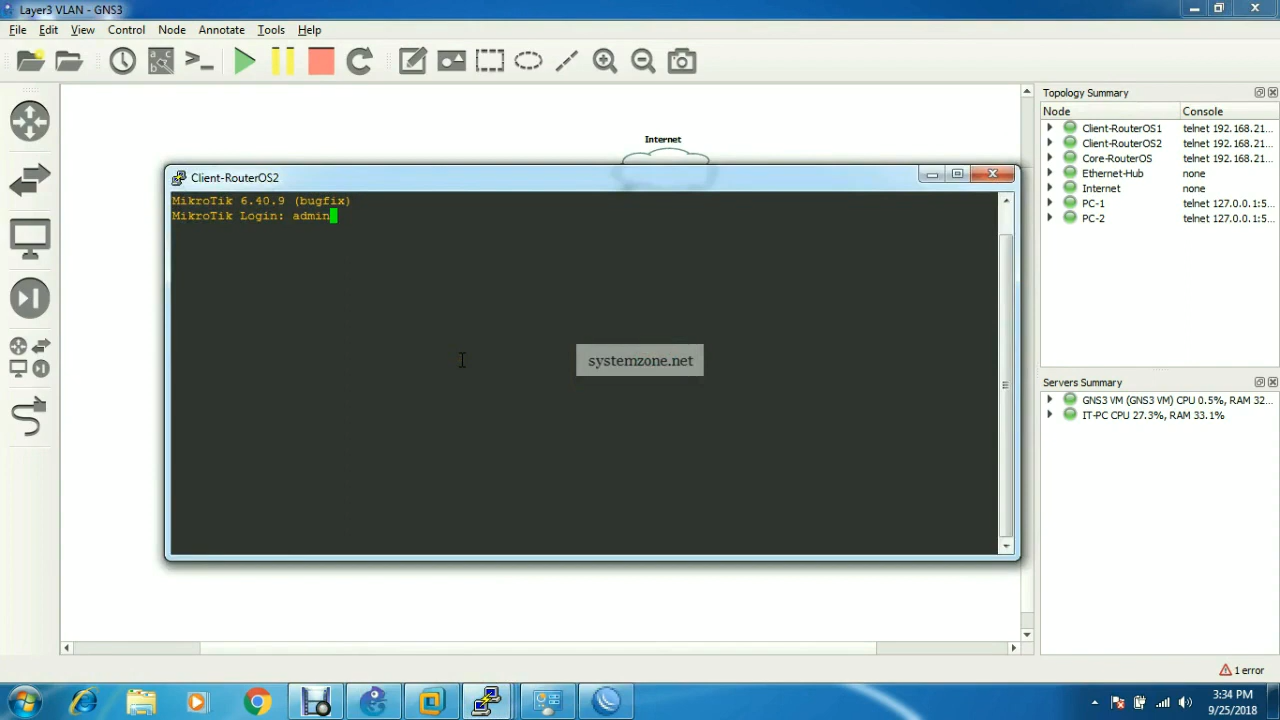 Layer3 VLAN - GNS3
File Edit View Control Node Annotate Tools Help
Internet
Client-RouterOS2
MikroTik 6.40.9 (bugfix)
MikroTik Login: admin
systemzone.net
Topology Summary
Node Console
Client-RouterOS1 telnet 192.168.21...
Client-RouterOS2 telnet 192.168.21...
Core-RouterOS telnet 192.168.21...
Ethernet-Hub none
Internet none
PC-1 telnet 127.0.0.1:5...
PC-2 telnet 127.0.0.1:5...
Servers Summary
GNS3 VM (GNS3 VM) CPU 0.5%, RAM 32...
IT-PC CPU 27.3%, RAM 33.1%
1 error
3:34 PM
9/25/2018